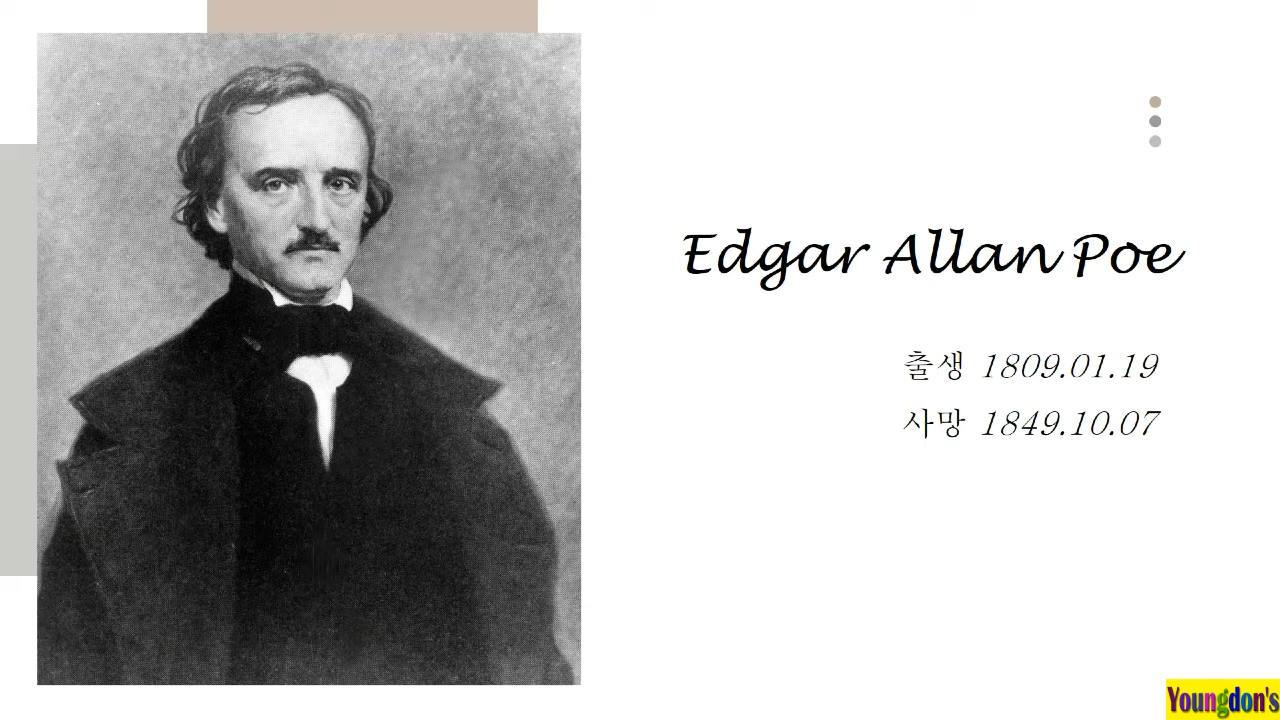 Edgar Allan Poe
출생 1809.01.19
사망 1849.10.07
Youngdon's